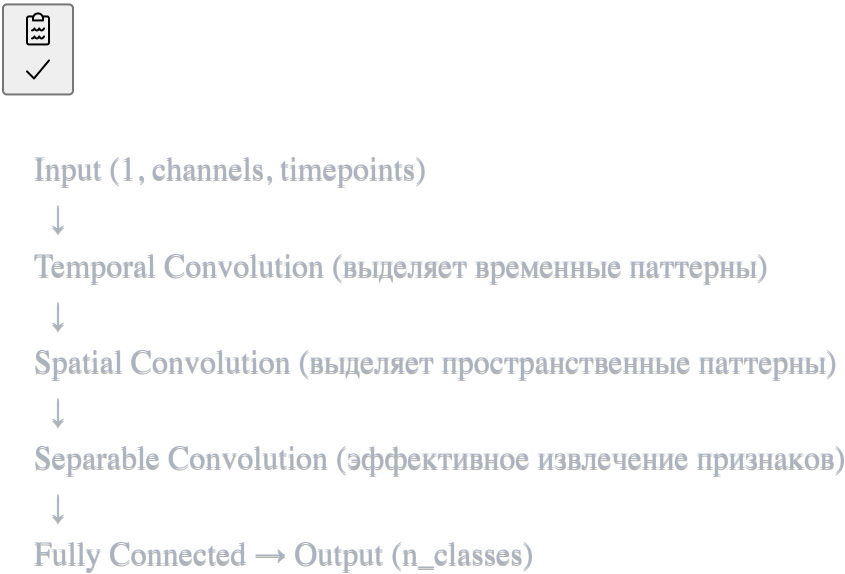 Input (1, channels, timepoints)
↓
Temporal Convolution (выделяет временные паттерны)
↓
Spatial Convolution (выделяет пространственные паттерны)
↓
Separable Convolution (эффективное извлечение признаков)
↓
Fully Connected → Output (n_classes)